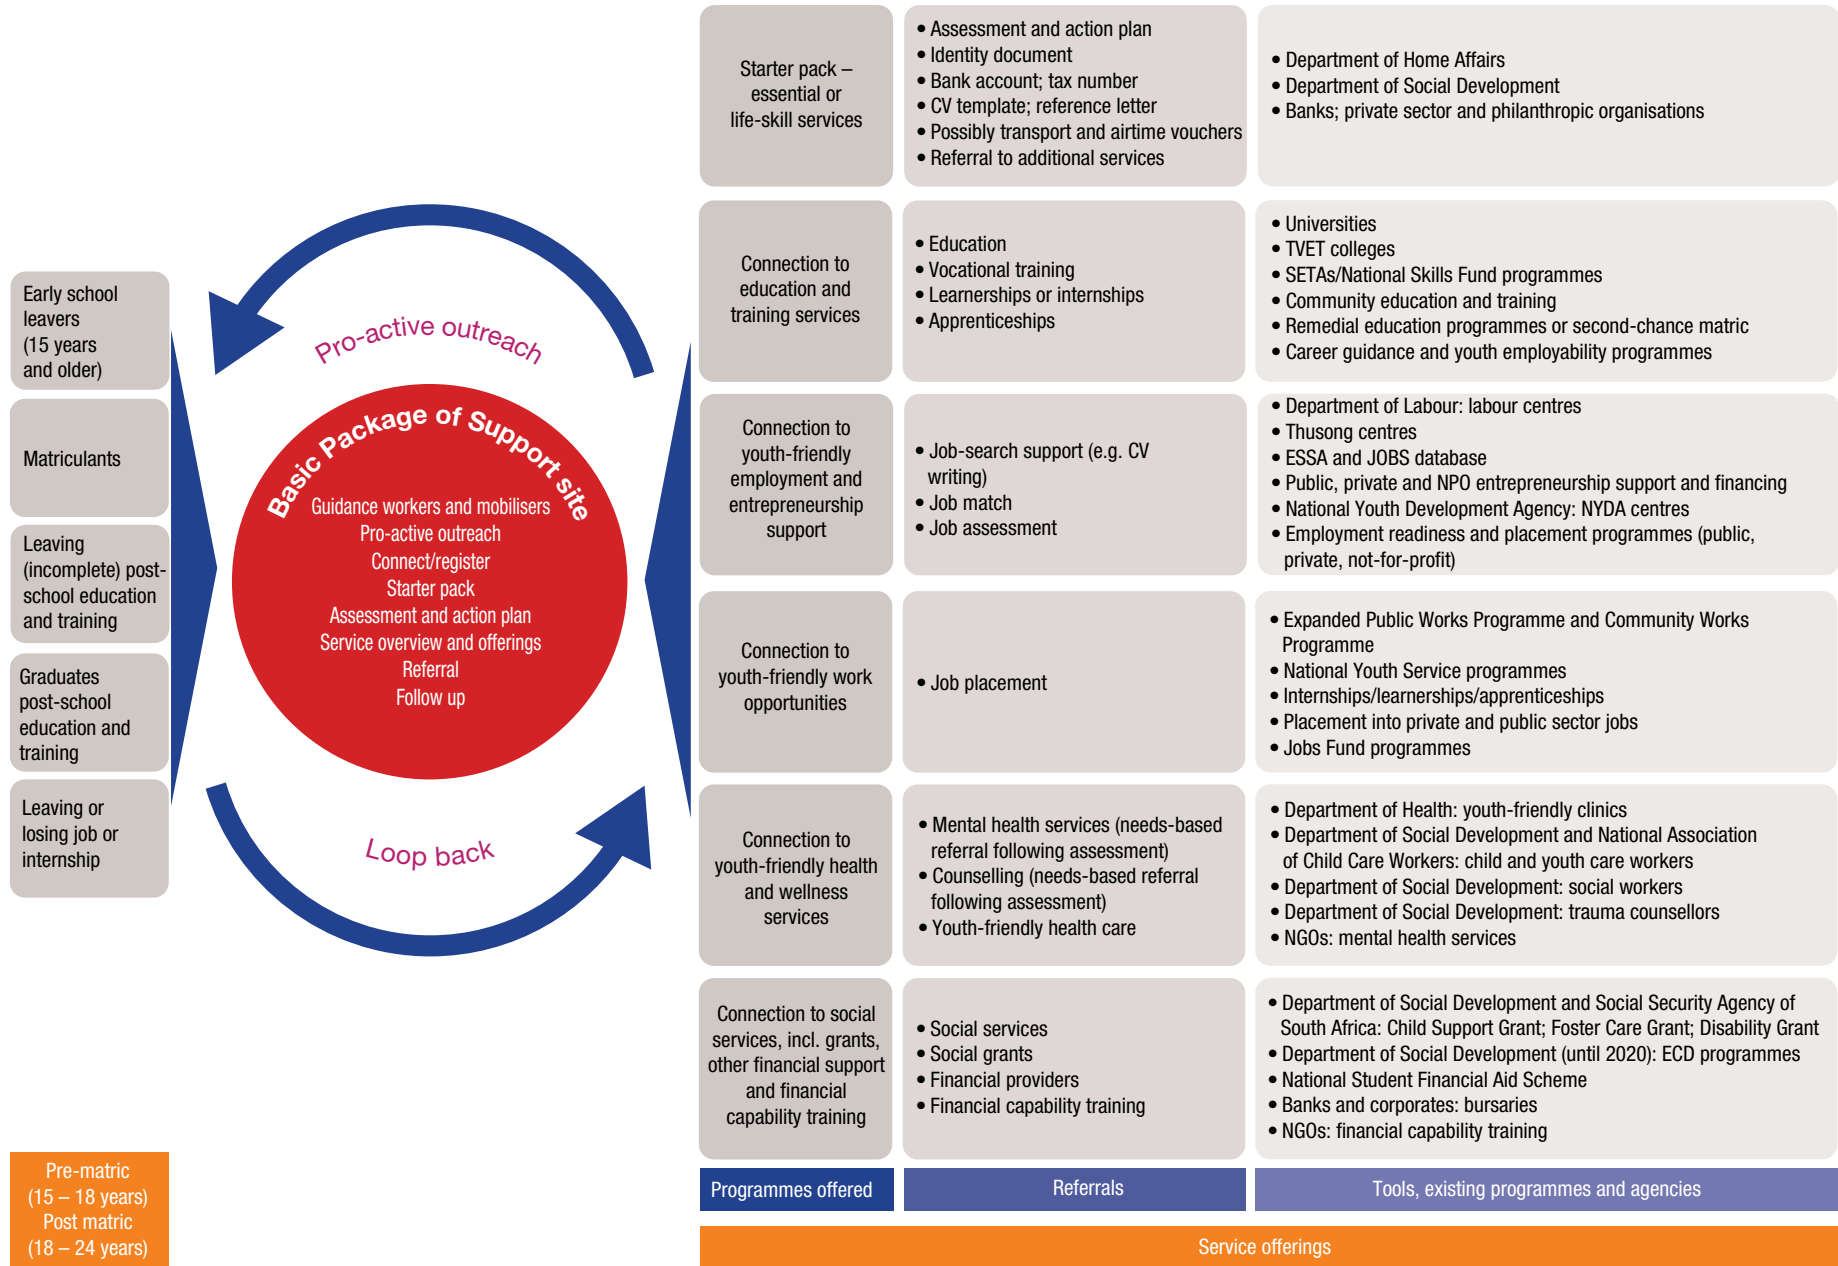 Early school
leavers
(15 years
and older)
Matriculants
Leaving
(incomplete) post-
school education
and training
Graduates
post-school
education and
training
Leaving or
losing job or
internship
Pre-matric
(15 – 18 years)
Post matric
(18 – 24 years)
Pro-active outreach
Basic Package of Support site
Guidance workers and mobilisers
Pro-active outreach
Connect/register
Starter pack
Assessment and action plan
Service overview and offerings
Referral
Follow up
Loop back
Starter pack –
essential or
life-skill services
• Assessment and action plan
• Identity document
• Bank account; tax number
• CV template; reference letter
• Possibly transport and airtime vouchers
• Referral to additional services
• Department of Home Affairs
• Department of Social Development
• Banks; private sector and philanthropic organisations
Connection to
education and
training services
• Education
• Vocational training
• Learnerships or internships
• Apprenticeships
• Universities
• TVET colleges
• SETAs/National Skills Fund programmes
• Community education and training
• Remedial education programmes or second-chance matric
• Career guidance and youth employability programmes
Connection to
youth-friendly
employment and
entrepreneurship
support
• Job-search support (e.g. CV
writing)
• Job match
• Job assessment
• Department of Labour: labour centres
• Thusong centres
• ESSA and JOBS database
• Public, private and NPO entrepreneurship support and financing
• National Youth Development Agency: NYDA centres
• Employment readiness and placement programmes (public,
private, not-for-profit)
Connection to
youth-friendly work
opportunities
• Job placement
• Expanded Public Works Programme and Community Works
Programme
• National Youth Service programmes
• Internships/learnerships/apprenticeships
• Placement into private and public sector jobs
• Jobs Fund programmes
Connection to
youth-friendly health
and wellness
services
• Mental health services (needs-based
referral following assessment)
• Counselling (needs-based referral
following assessment)
• Youth-friendly health care
• Department of Health: youth-friendly clinics
• Department of Social Development and National Association
of Child Care Workers: child and youth care workers
• Department of Social Development: social workers
• Department of Social Development: trauma counsellors
• NGOs: mental health services
Connection to social
services, incl. grants,
other financial support
and financial
capability training
• Social services
• Social grants
• Financial providers
• Financial capability training
• Department of Social Development and Social Security Agency of
South Africa: Child Support Grant; Foster Care Grant; Disability Grant
• Department of Social Development (until 2020): ECD programmes
• National Student Financial Aid Scheme
• Banks and corporates: bursaries
• NGOs: financial capability training
Programmes offered
Referrals
Tools, existing programmes and agencies
Service offerings